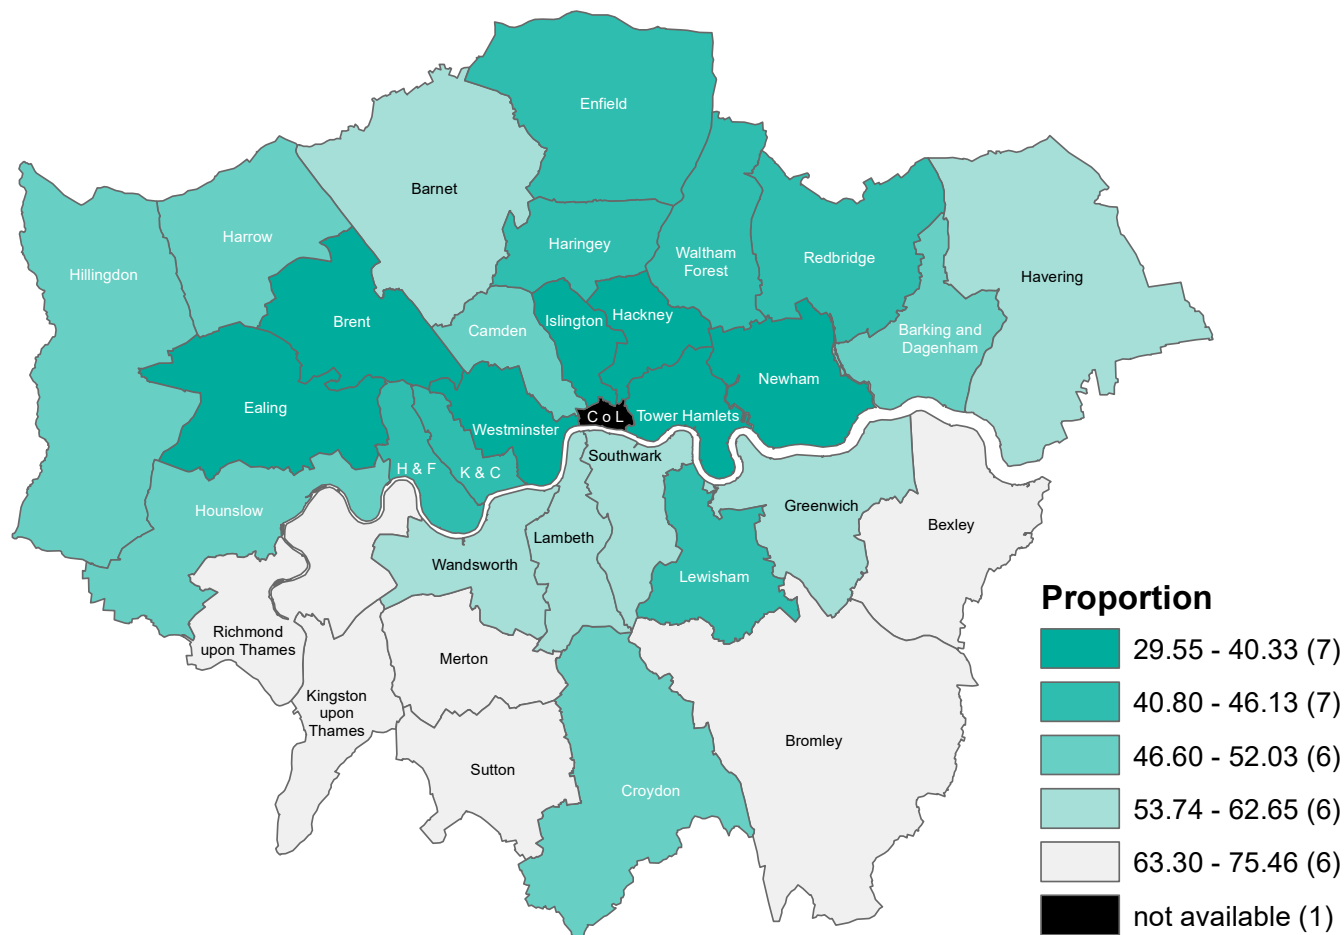 Enfield
Barnet
Harrow
Haringey
Waltham
Forest
Redbridge
Hillingdon
Havering
Brent
Camden
Islington
Hackney
Barking and
Dagenham
Newham
Ealing
Westminster
C o L
Tower Hamlets
H & F
K & C
Southwark
Hounslow
Greenwich
Bexley
Lambeth
Wandsworth
Lewisham
Richmond
upon Thames
Merton
Kingston
upon
Thames
Sutton
Bromley
Croydon
Proportion
29.55 - 40.33 (7)
40.80 - 46.13 (7)
46.60 - 52.03 (6)
53.74 - 62.65 (6)
63.30 - 75.46 (6)
not available (1)